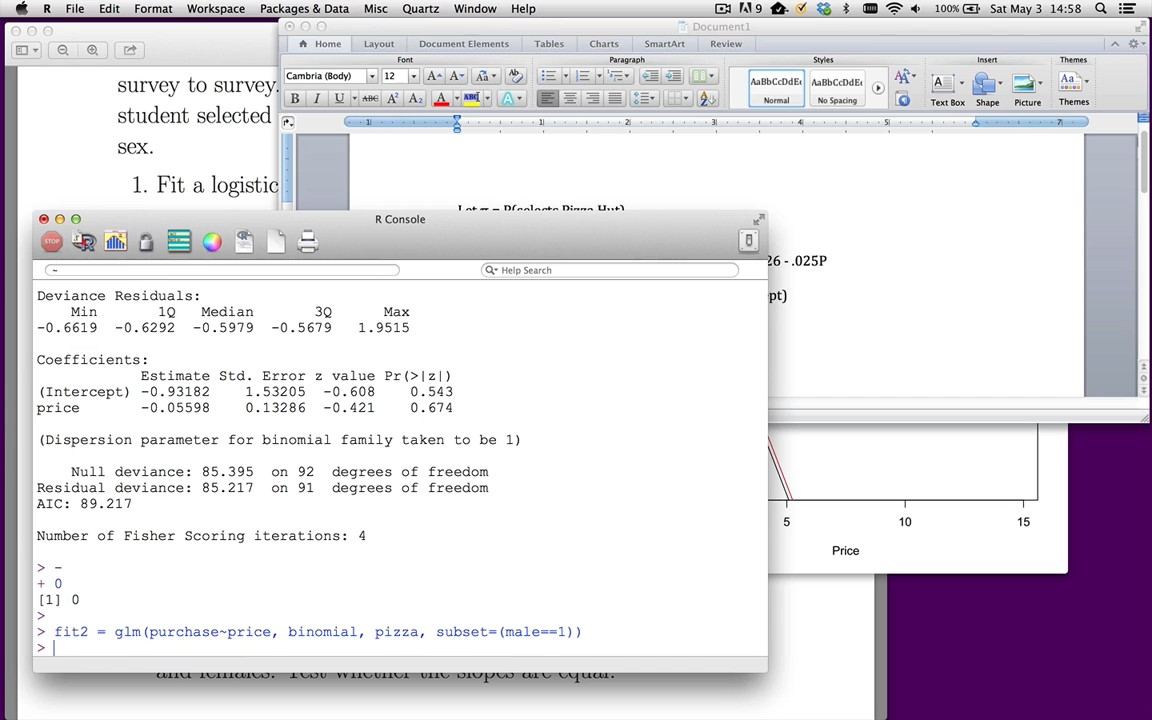 R File Edit Format Workspace Packages & Data Misc Quartz Window Help 9 100% Sat May 3 14:58
Document1
Home Layout Document Elements Tables Charts SmartArt Review
Font Paragraph Styles Insert Themes
Cambria (Body) 12
AaBbCcDdE AaBbCcDdE
Normal No Spacing
Text Box Shape Picture Themes
survey to survey.
student selected
sex.
1. Fit a logistic
Let π = P(selects Pizza Hut)
26 - .025P
ept)
R Console
~
Help Search
Deviance Residuals:
Min 1Q Median 3Q Max
-0.6619 -0.6292 -0.5979 -0.5679 1.9515
Coefficients:
Estimate Std. Error z value Pr(>|z|)
(Intercept) -0.93182 1.53205 -0.608 0.543
price -0.05598 0.13286 -0.421 0.674
(Dispersion parameter for binomial family taken to be 1)
Null deviance: 85.395 on 92 degrees of freedom
Residual deviance: 85.217 on 91 degrees of freedom
AIC: 89.217
Number of Fisher Scoring iterations: 4
> -
+ 0
[1] 0
>
> fit2 = glm(purchase~price, binomial, pizza, subset=(male==1))
>
5 10 15
Price
and females. Test whether the slopes are equal.